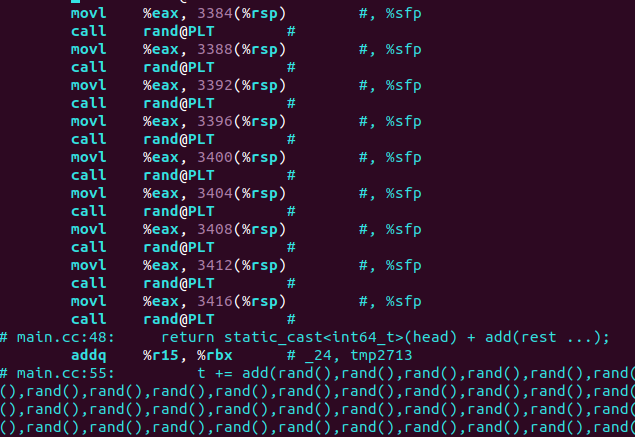 movl %eax, 3384(%rsp) #, %sfp
call rand@PLT #
movl %eax, 3388(%rsp) #, %sfp
call rand@PLT #
movl %eax, 3392(%rsp) #, %sfp
call rand@PLT #
movl %eax, 3396(%rsp) #, %sfp
call rand@PLT #
movl %eax, 3400(%rsp) #, %sfp
call rand@PLT #
movl %eax, 3404(%rsp) #, %sfp
call rand@PLT #
movl %eax, 3408(%rsp) #, %sfp
call rand@PLT #
movl %eax, 3412(%rsp) #, %sfp
call rand@PLT #
movl %eax, 3416(%rsp) #, %sfp
call rand@PLT #
# main.cc:48: return static_cast<int64_t>(head) + add(rest ...);
addq %r15, %rbx # _24, tmp2713
# main.cc:55: t += add(rand(),rand(),rand(),rand(),rand(),rand
(),rand(),rand(),rand(),rand(),rand(),rand(),rand(),rand(),rand
(),rand(),rand(),rand(),rand(),rand(),rand(),rand(),rand(),rand
(),rand(),rand(),rand(),rand(),rand(),rand(),rand(),rand(),rand